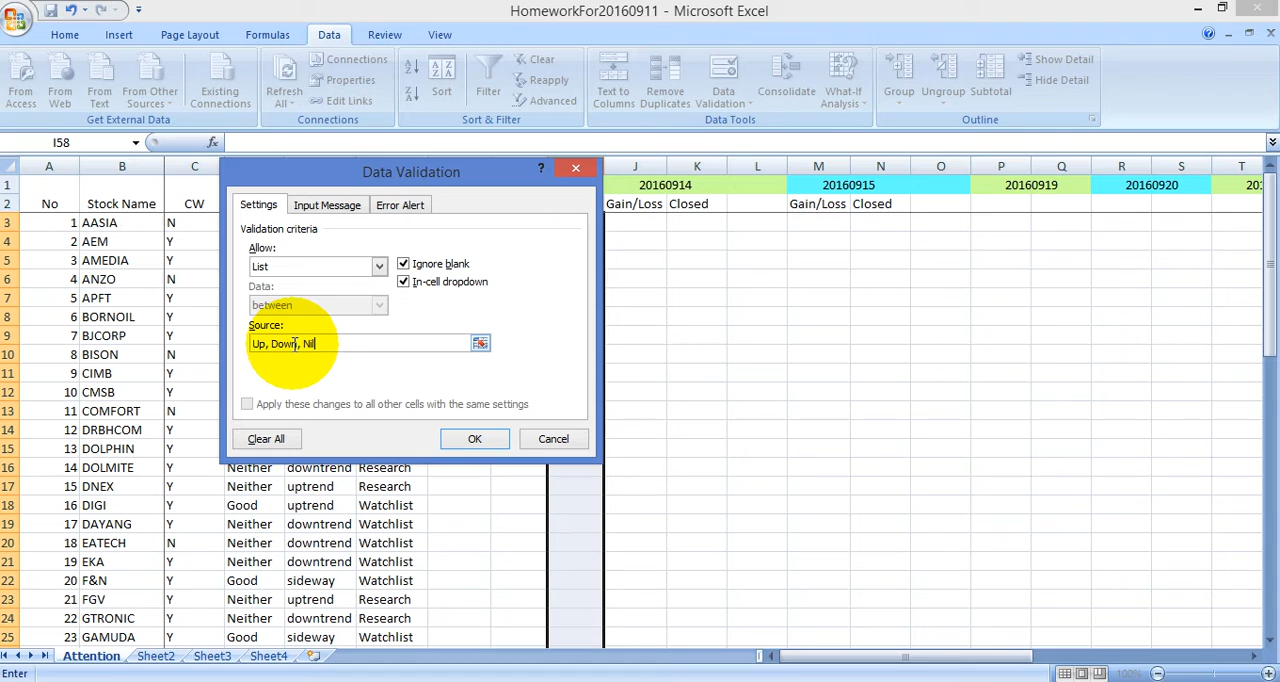 HomeworkFor20160911 - Microsoft Excel
Home Insert Page Layout Formulas Data Review View
From Access
From Web
From Text
From Other Sources
Existing Connections
Get External Data
Refresh All
Connections
Properties
Edit Links
Connections
Sort
Filter
Clear
Reapply
Advanced
Sort & Filter
Text to Columns
Remove Duplicates
Data Validation
Consolidate
What-If Analysis
Data Tools
Group
Ungroup
Subtotal
Show Detail
Hide Detail
Outline
I58 fx
A B C J K L M N O P Q R S T
1 20160914 20160915 20160919 20160920 201
2 No Stock Name CW Gain/Loss Closed Gain/Loss Closed
3 1 AASIA N
4 2 AEM Y
5 3 AMEDIA Y
6 4 ANZO N
7 5 APFT Y
8 6 BORNOIL Y
9 7 BJCORP Y
10 8 BISON N
11 9 CIMB Y
12 10 CMSB Y
13 11 COMFORT N
14 12 DRBHCOM Y
15 13 DOLPHIN Y
16 14 DOLMITE Y Neither downtrend Research
17 15 DNEX Y Neither uptrend Research
18 16 DIGI Y Good uptrend Watchlist
19 17 DAYANG Y Neither downtrend Watchlist
20 18 EATECH N Neither downtrend Watchlist
21 19 EKA Y Neither downtrend Watchlist
22 20 F&N Y Good sideway Watchlist
23 21 FGV Y Neither uptrend Research
24 22 GTRONIC Y Neither downtrend Research
25 23 GAMUDA Y Good sideway Watchlist
Data Validation ?
Settings Input Message Error Alert
Validation criteria
Allow:
List
Ignore blank
In-cell dropdown
Data:
between
Source:
Up, Down, Nil
Apply these changes to all other cells with the same settings
Clear All OK Cancel
Attention Sheet2 Sheet3 Sheet4
Enter 100%